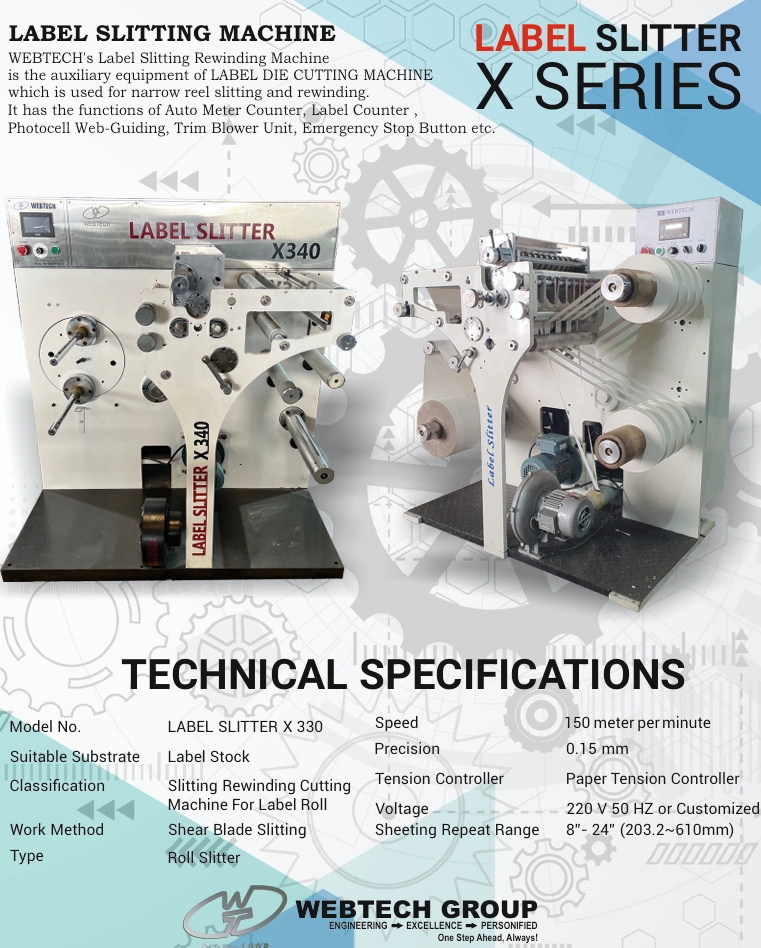 LABEL SLITTING MACHINE
WEBTECH's Label Slitting Rewinding Machine
is the auxiliary equipment of LABEL DIE CUTTING MACHINE
which is used for narrow reel slitting and rewinding.
It has the functions of Auto Meter Counter, Label Counter ,
Photocell Web-Guiding, Trim Blower Unit, Emergency Stop Button etc.
LABEL SLITTER
X SERIES
WEBTECH
WEBTECH
LABEL SLITTER
X340
LABEL SLITTER X 340
WEBTECH
Label Slitter
TECHNICAL SPECIFICATIONS
Model No. LABEL SLITTER X 330
Suitable Substrate Label Stock
Classification Slitting Rewinding Cutting
Machine For Label Roll
Work Method Shear Blade Slitting
Type Roll Slitter
Speed 150 meter per minute
Precision 0.15 mm
Tension Controller Paper Tension Controller
Voltage 220 V 50 HZ or Customized
Sheeting Repeat Range 8"- 24" (203.2~610mm)
WEBTECH GROUP
ENGINEERING EXCELLENCE PERSONIFIED
One Step Ahead, Always!